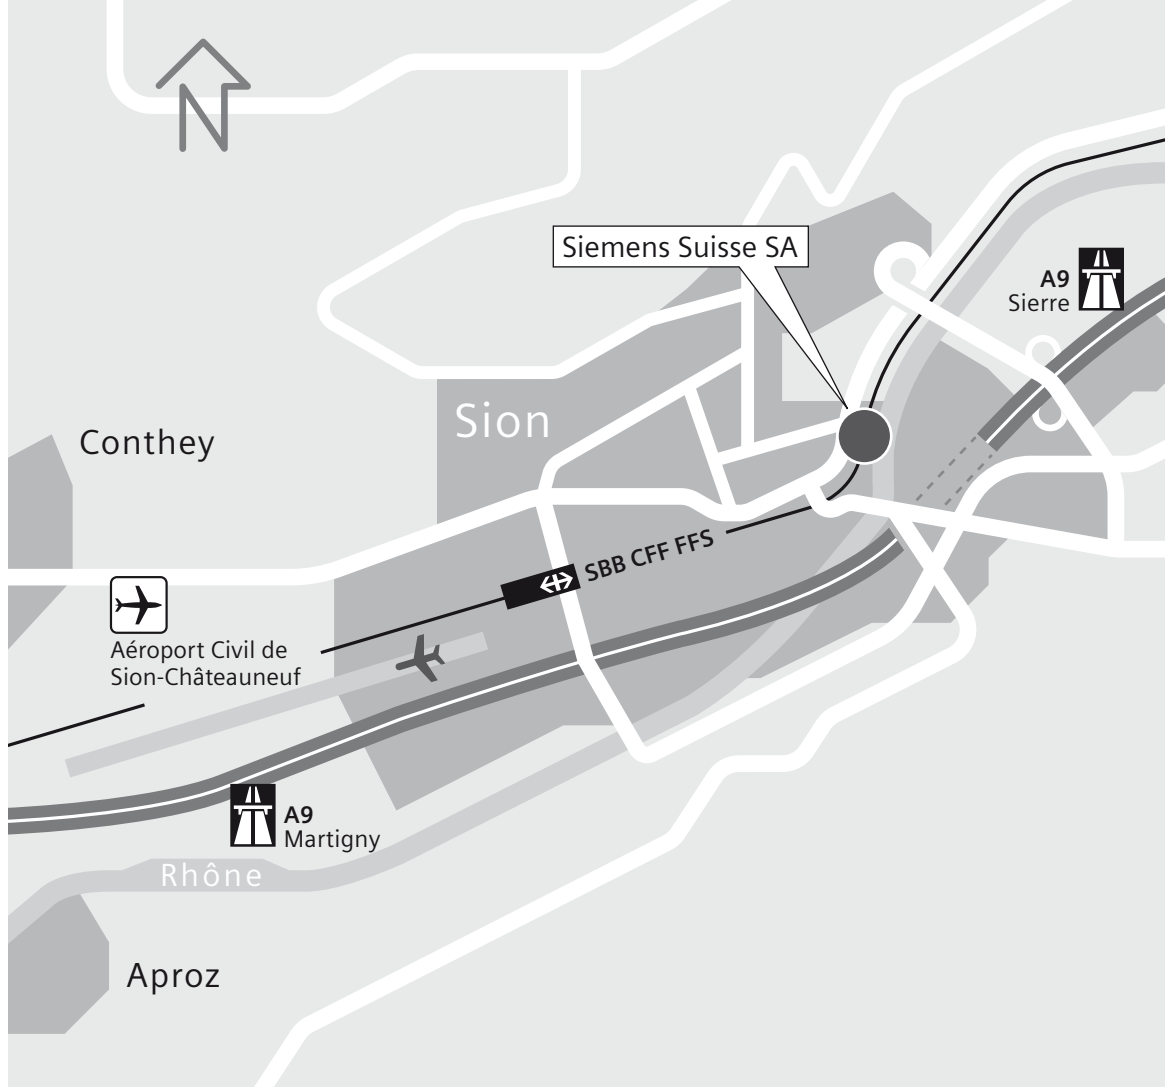 N
Siemens Suisse SA
A9
Sierre
Sion
Conthey
SBB CFF FFS
Aéroport Civil de
Sion-Châteauneuf
A9
Martigny
Rhône
Aproz